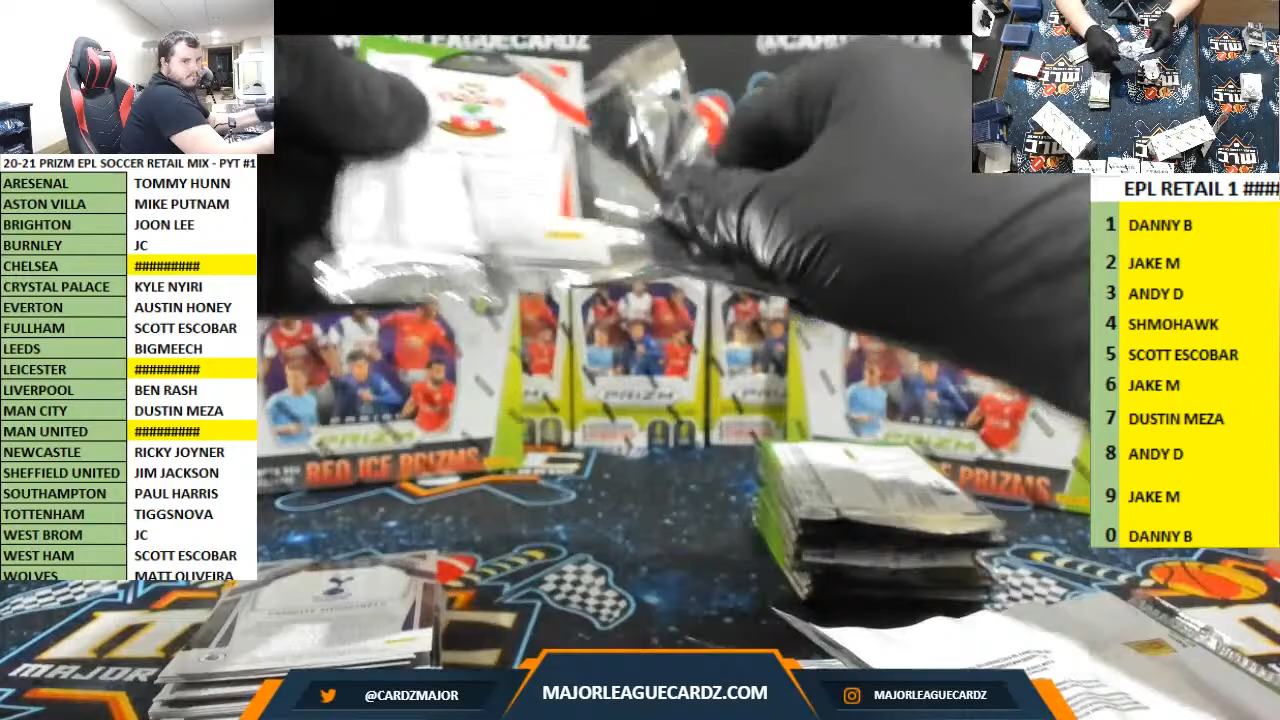 MAJORLEAGUECARDZ
20-21 PRIZM EPL SOCCER RETAIL MIX - PYT #1
ARESENAL TOMMY HUNN
ASTON VILLA MIKE PUTNAM
BRIGHTON JOON LEE
BURNLEY JC
CHELSEA #########
CRYSTAL PALACE KYLE NYIRI
EVERTON AUSTIN HONEY
FULLHAM SCOTT ESCOBAR
LEEDS BIGMEECH
LEICESTER #########
LIVERPOOL BEN RASH
MAN CITY DUSTIN MEZA
MAN UNITED #########
NEWCASTLE RICKY JOYNER
SHEFFIELD UNITED JIM JACKSON
SOUTHAMPTON PAUL HARRIS
TOTTENHAM TIGGSNOVA
WEST BROM JC
WEST HAM SCOTT ESCOBAR
WOLVES MATT OLIVEIRA
EPL RETAIL 1 ####
1 DANNY B
2 JAKE M
3 ANDY D
4 SHMOHAWK
5 SCOTT ESCOBAR
6 JAKE M
7 DUSTIN MEZA
8 ANDY D
9 JAKE M
0 DANNY B
PRIZM
RED ICE PRIZMS
PRIZM
PRIZM
PRIZMS
MAJOR
@CARDZMAJOR
MAJORLEAGUECARDZ.COM
MAJORLEAGUECARDZ